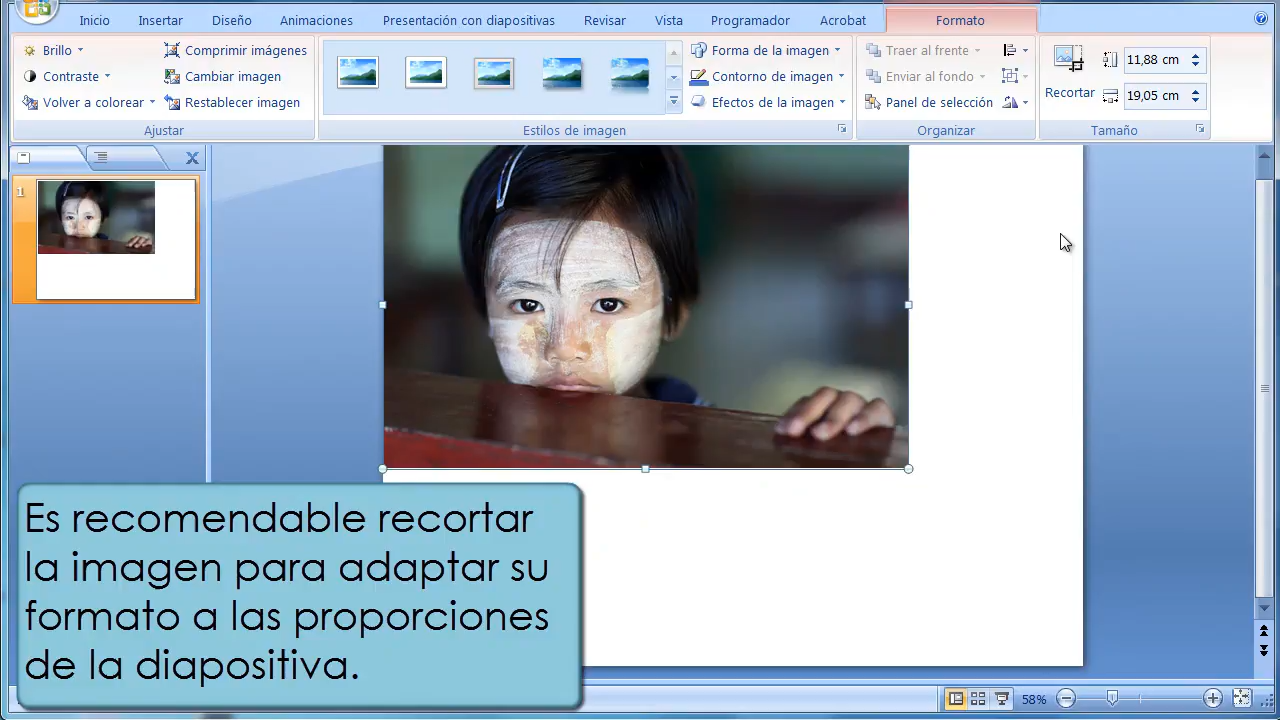 Inicio Insertar Diseño Animaciones Presentación con diapositivas Revisar Vista Programador Acrobat Formato
Brillo
Contraste
Volver a colorear
Comprimir imágenes
Cambiar imagen
Restablecer imagen
Ajustar
Estilos de imagen
Forma de la imagen
Contorno de imagen
Efectos de la imagen
Traer al frente
Enviar al fondo
Panel de selección
Organizar
Recortar
11,88 cm
19,05 cm
Tamaño
1
Es recomendable recortar
la imagen para adaptar su
formato a las proporciones
de la diapositiva.
58%